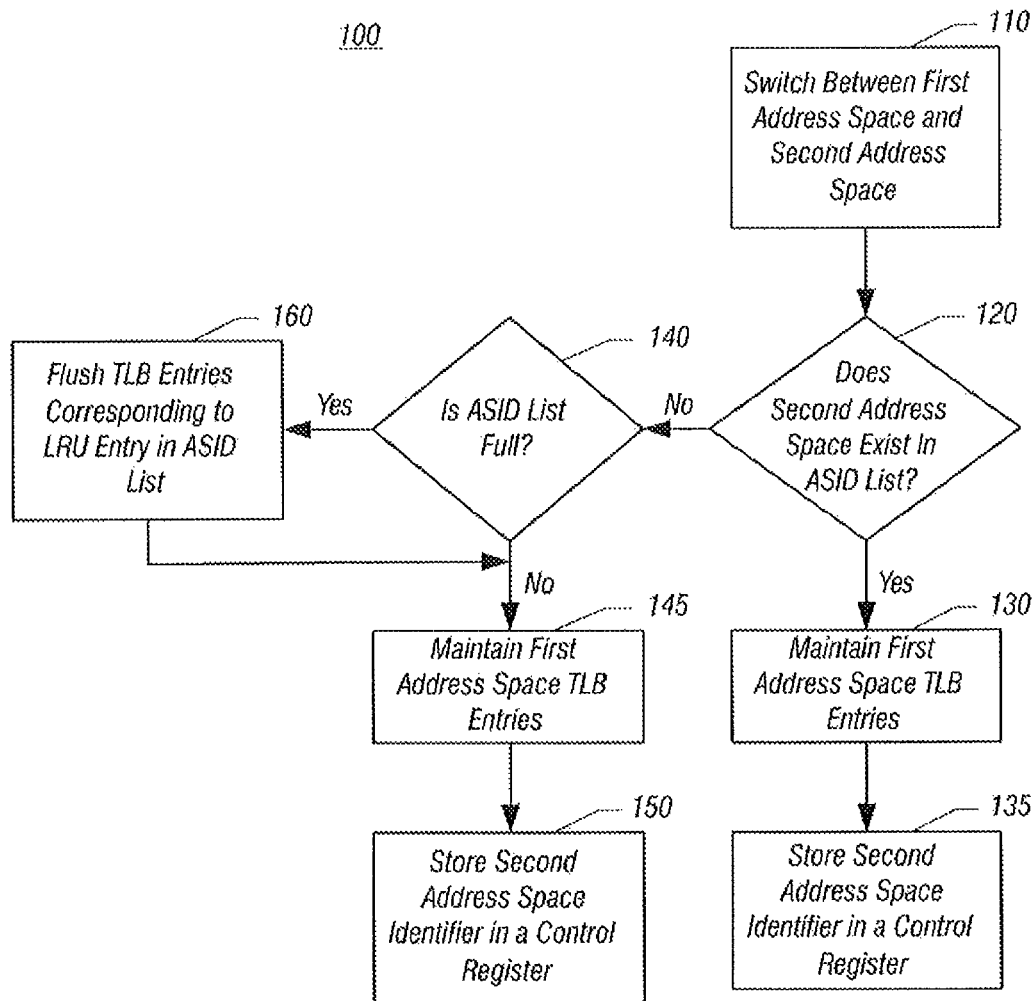 100
110
Switch Between First
Address Space and
Second Address
Space
120
Does
Second Address
Space Exist In
ASID List?
No
140
Is ASID List
Full?
Yes
160
Flush TLB Entries
Corresponding to
LRU Entry in ASID
List
No
Yes
145
Maintain First
Address Space TLB
Entries
130
Maintain First
Address Space TLB
Entries
150
Store Second
Address Space
Identifier in a Control
Register
135
Store Second
Address Space
Identifier in a Control
Register